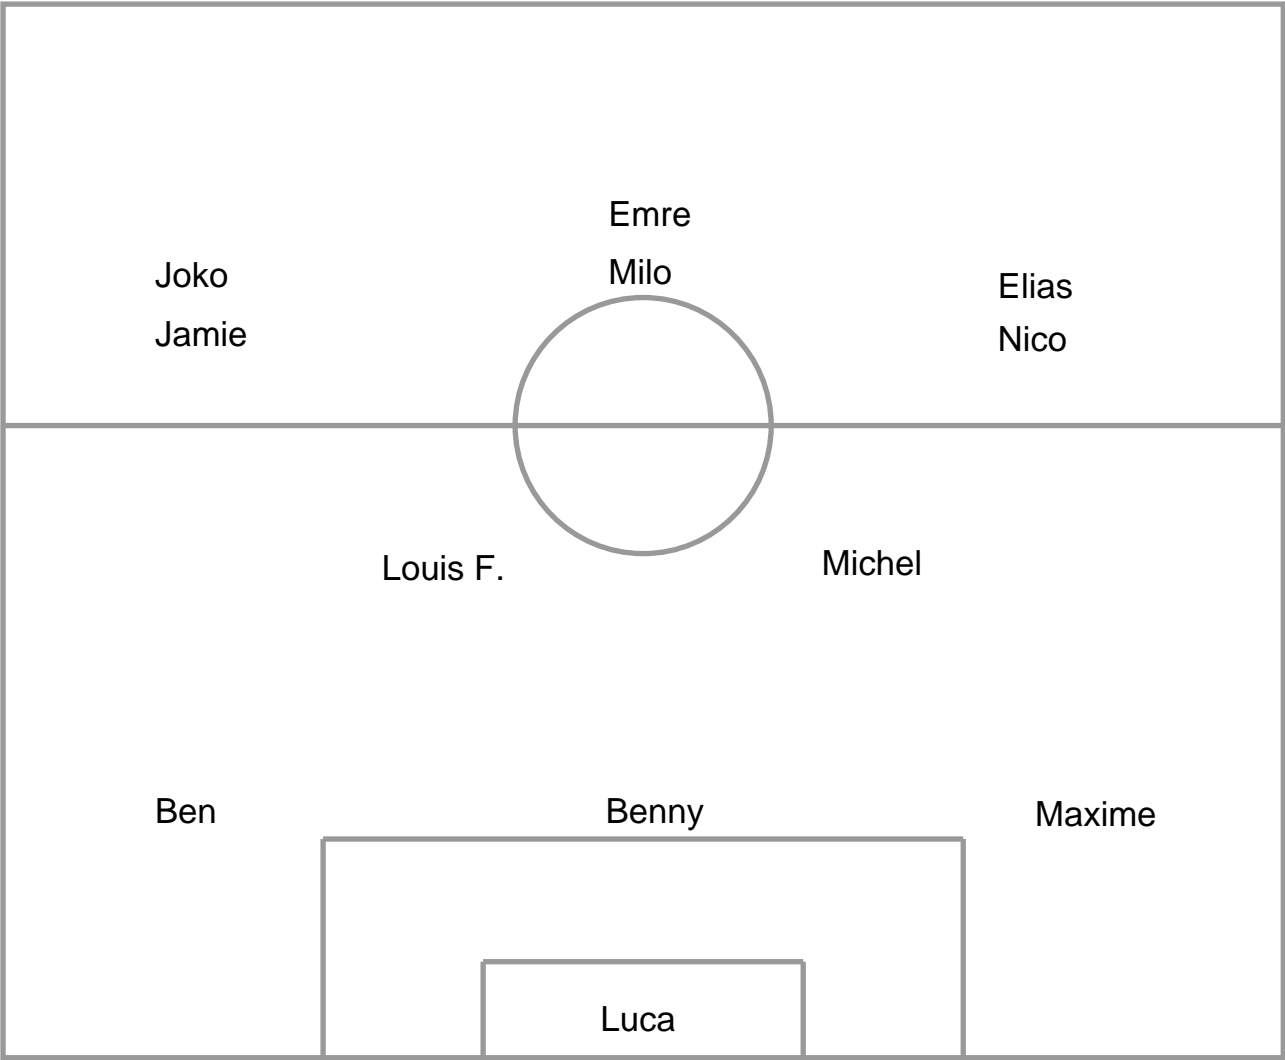 Emre
Milo
Joko
Jamie
Elias
Nico
Louis F.
Michel
Ben
Benny
Maxime
Luca